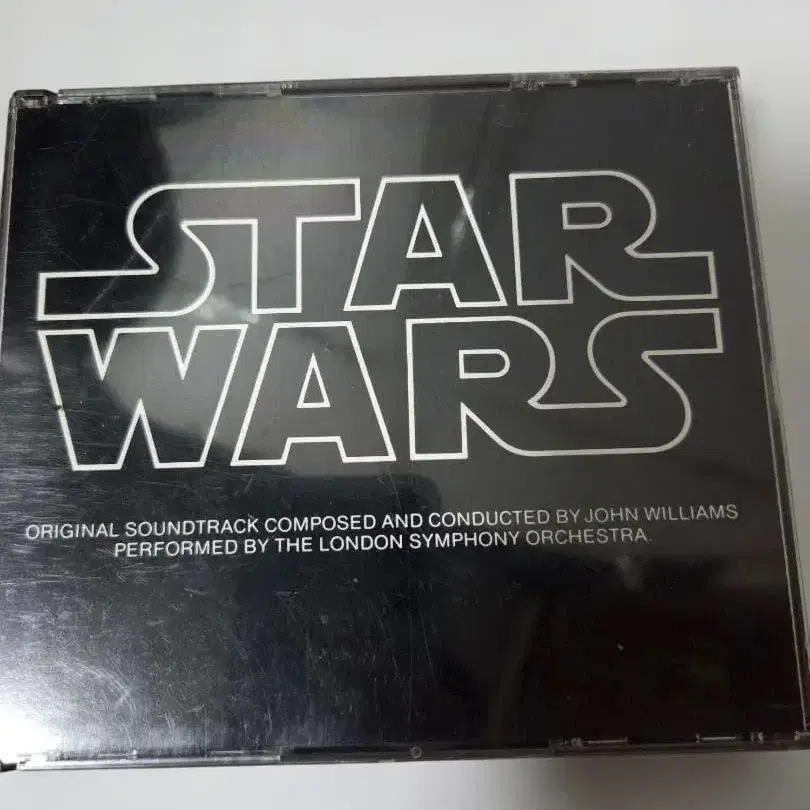 STAR
WARS
ORIGINAL SOUNDTRACK COMPOSED AND CONDUCTED BY JOHN WILLIAMS
PERFORMED BY THE LONDON SYMPHONY ORCHESTRA.